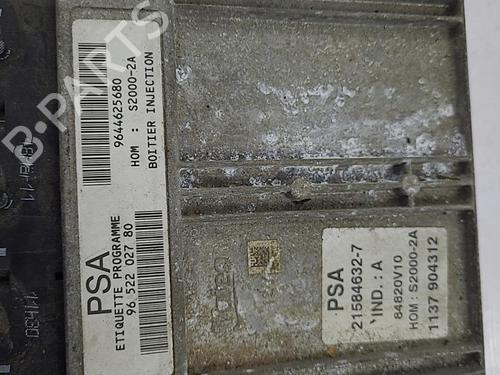 9644625680
HOM : S2000-2A
BOITIER INJECTION
PSA
ETIQUETTE PROGRAMME
96 522 027 80
PSA
21584632-7
IND.:A
84820V10
HOM:S2000-2A
1137 904312
B-PARTS